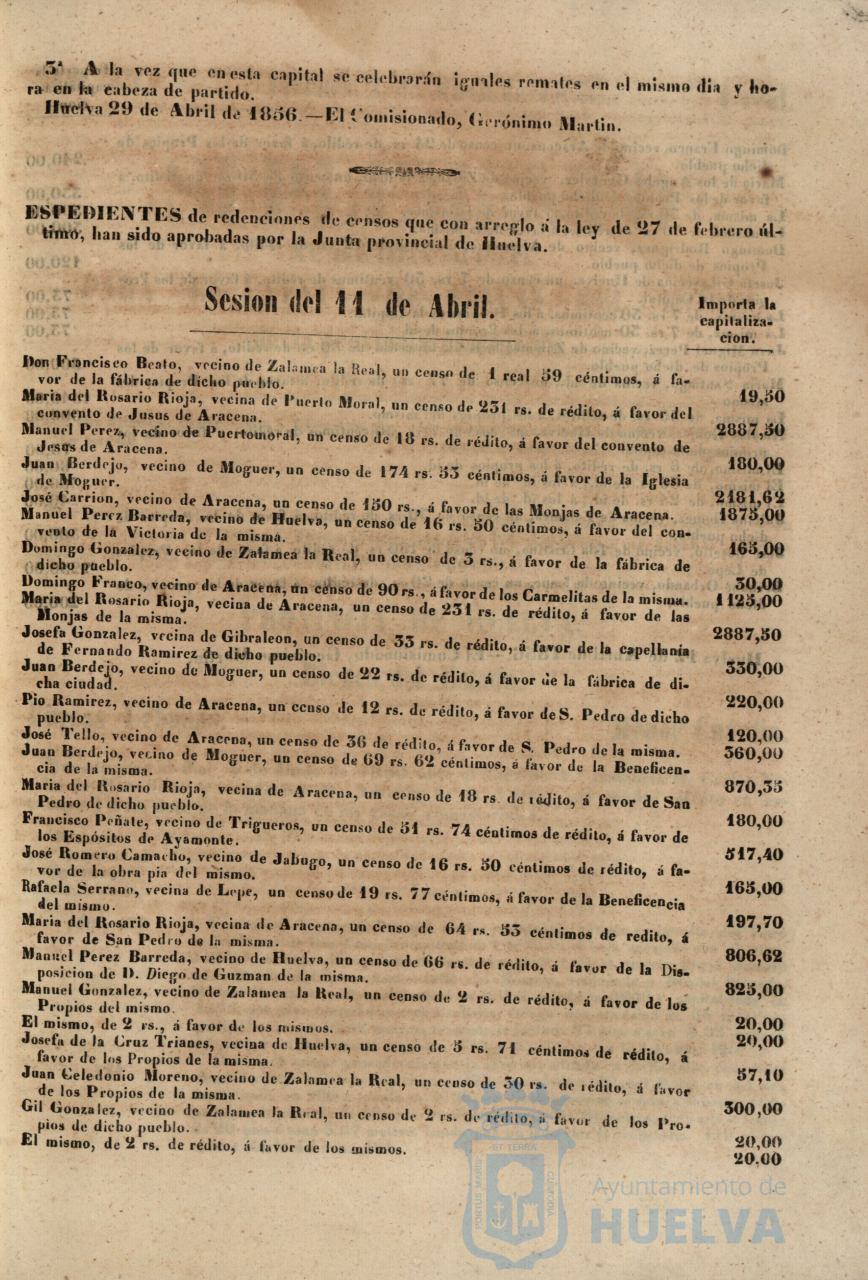 3ª A la vez que en esta capital se celebrarán iguales remates en el mismo dia y ho-
ra en la cabeza de partido.
Huelva 29 de Abril de 1856.—El Comisionado, Gerónimo Martin.
ESPEDIENTES de redenciones de censos que con arreglo á la ley de 27 de febrero úl-
timo, han sido aprobadas por la Junta provincial de Huelva.
Sesion del 11 de Abril.
Importa la
capitaliza-
cion.
Don Francisco Beato, vecino de Zalamea la Real, un censo de 1 real 59 céntimos, á fa-
vor de la fábrica de dicho pueblo. 19,50
Maria del Rosario Rioja, vecina de Puerto Moral, un censo de 231 rs. de rédito, á favor del
convento de Jusus de Aracena. 2887,50
Manuel Perez, vecino de Puertomoral, un censo de 18 rs. de rédito, á favor del convento de
Jesus de Aracena. 180,00
Juan Berdejo, vecino de Moguer, un censo de 174 rs. 53 céntimos, á favor de la Iglesia
de Moguer. 2181,62
José Carrion, vecino de Aracena, un censo de 150 rs., á favor de las Monjas de Aracena. 1875,00
Manuel Perez Barreda, vecino de Huelva, un censo de 16 rs. 50 céntimos, á favor del con-
vento de la Victoria de la misma. 165,00
Domingo Gonzalez, vecino de Zalamea la Real, un censo de 3 rs., á favor de la fábrica de
dicho pueblo. 30,00
Domingo Franco, vecino de Aracena, un censo de 90 rs., á favor de los Carmelitas de la misma. 1125,00
Maria del Rosario Rioja, vecina de Aracena, un censo de 231 rs. de rédito, á favor de las
Monjas de la misma. 2887,50
Josefa Gonzalez, vecina de Gibraleon, un censo de 33 rs. de rédito, á favor de la capellanía
de Fernando Ramirez de dicho pueblo. 330,00
Juan Berdejo, vecino de Moguer, un censo de 22 rs. de rédito, á favor de la fábrica de di-
cha ciudad. 220,00
Pio Ramirez, vecino de Aracena, un censo de 12 rs. de rédito, á favor de S. Pedro de dicho
pueblo. 120,00
José Tello, vecino de Aracena, un censo de 36 de rédito, á favor de S. Pedro de la misma. 360,00
Juan Berdejo, vecino de Moguer, un censo de 69 rs. 62 céntimos, á favor de la Beneficen-
cia de la misma. 870,35
Maria del Rosario Rioja, vecina de Aracena, un censo de 18 rs. de rédito, á favor de San
Pedro de dicho pueblo. 180,00
Francisco Peñate, vecino de Trigueros, un censo de 51 rs. 74 céntimos de rédito, á favor de
los Espósitos de Ayamonte. 517,40
José Romero Camacho, vecino de Jabugo, un censo de 16 rs. 50 céntimos de rédito, á fa-
vor de la obra pia del mismo. 165,00
Rafaela Serrano, vecina de Lepe, un censo de 19 rs. 77 céntimos, á favor de la Beneficencia
del mismo. 197,70
Maria del Rosario Rioja, vecina de Aracena, un censo de 64 rs. 53 céntimos de redito, á
favor de San Pedro de la misma. 806,62
Manuel Perez Barreda, vecino de Huelva, un censo de 66 rs. de rédito, á favor de la Dis-
posicion de D. Diego de Guzman de la misma. 825,00
Manuel Gonzalez, vecino de Zalamea la Real, un censo de 2 rs. de rédito, á favor de los
Propios del mismo. 20,00
El mismo, de 2 rs., á favor de los mismos. 20,00
Josefa de la Cruz Trianes, vecina de Huelva, un censo de 5 rs. 71 céntimos de rédito, á
favor de los Propios de la misma. 57,10
Juan Celedonio Moreno, vecino de Zalamea la Real, un censo de 30 rs. de rédito, á favor
de los Propios de la misma. 300,00
Gil Gonzalez, vecino de Zalamea la Real, un censo de 2 rs. de rédito, á favor de los Pro-
pios de dicho pueblo. 20,00
El mismo, de 2 rs. de rédito, á favor de los mismos. 20,00
Ayuntamiento de
HUELVA